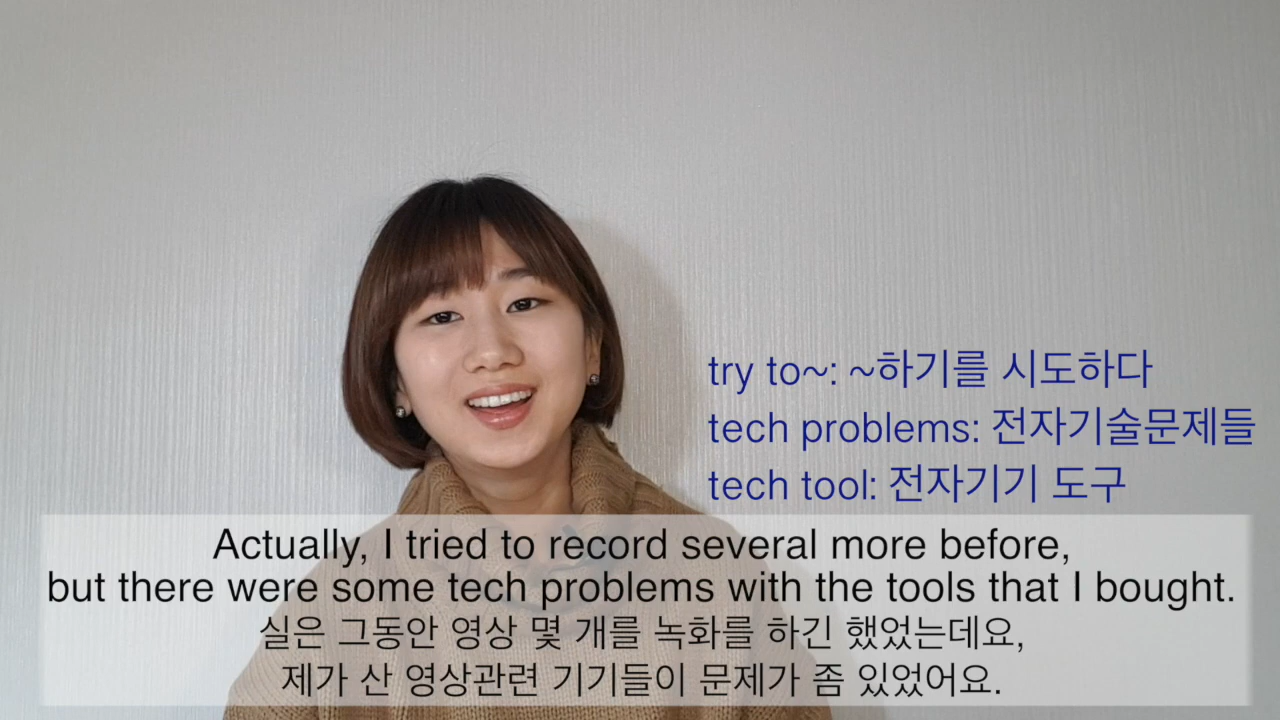 try to~: ~하기를 시도하다
tech problems: 전자기술문제들
tech tool: 전자기기 도구
Actually, I tried to record several more before,
but there were some tech problems with the tools that I bought.
실은 그동안 영상 몇 개를 녹화를 하긴 했었는데요,
제가 산 영상관련 기기들이 문제가 좀 있었어요.